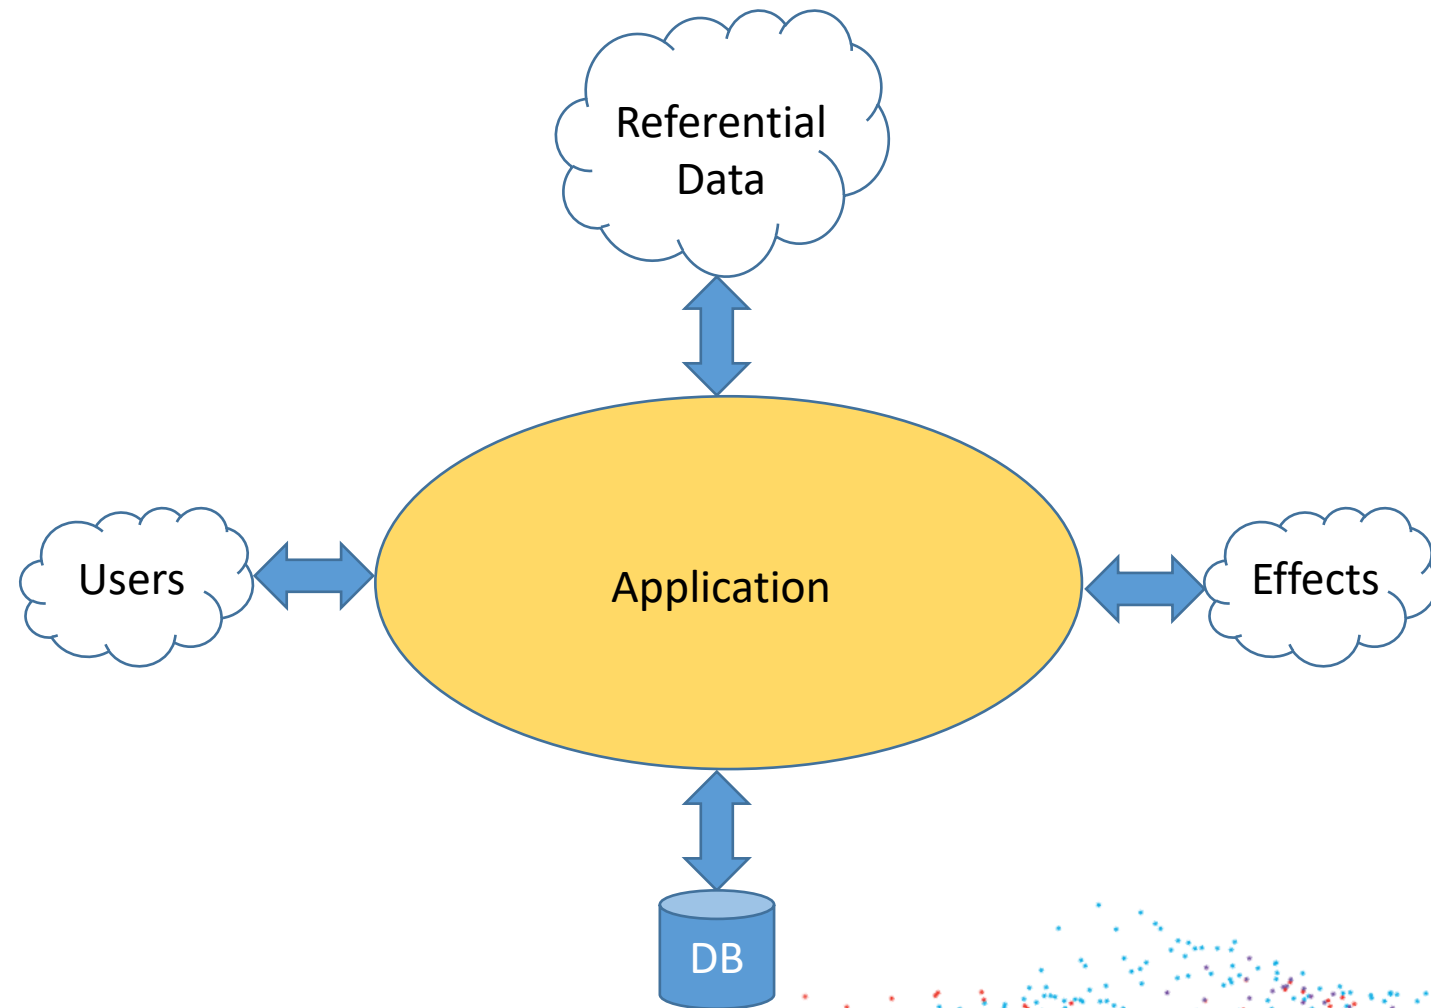 Referential
Data
Users
Application
Effects
DB